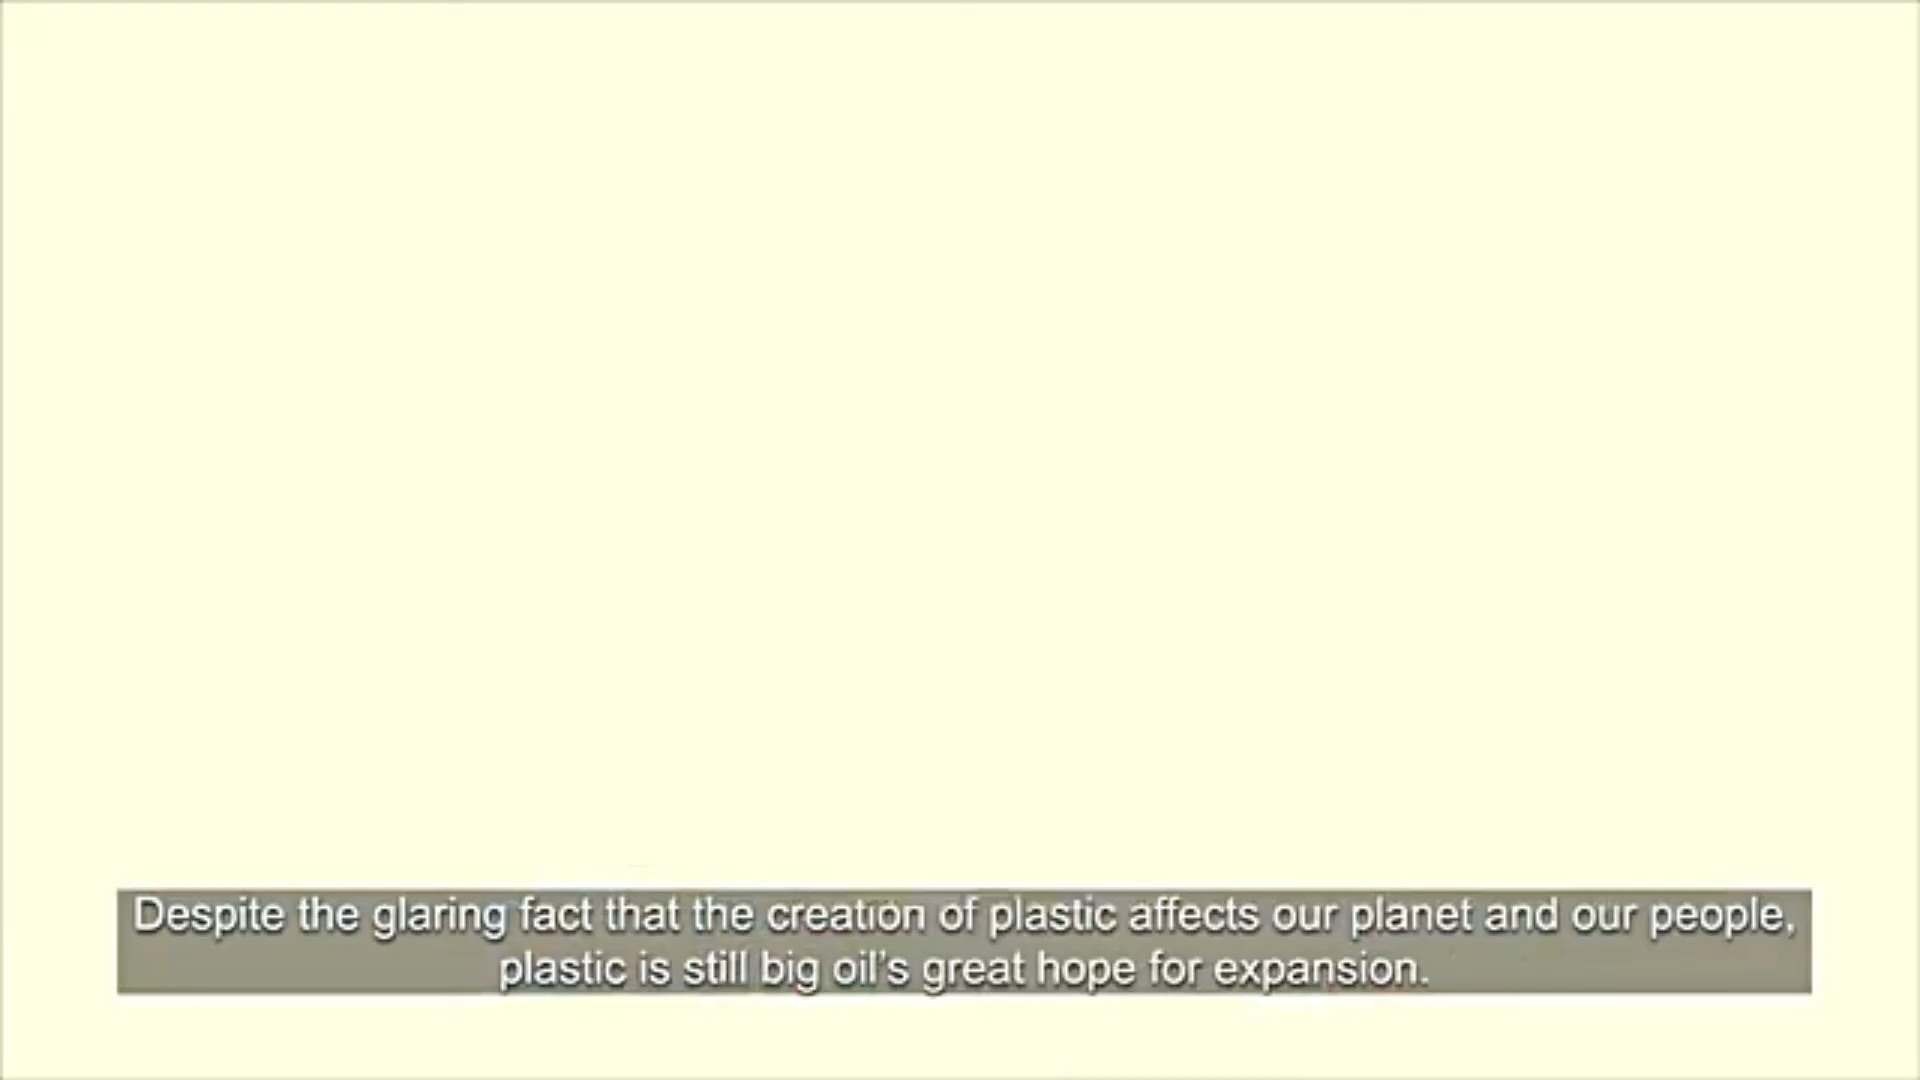 Despite the glaring fact that the creation of plastic affects our planet and our people,
plastic is still big oil's great hope for expansion.